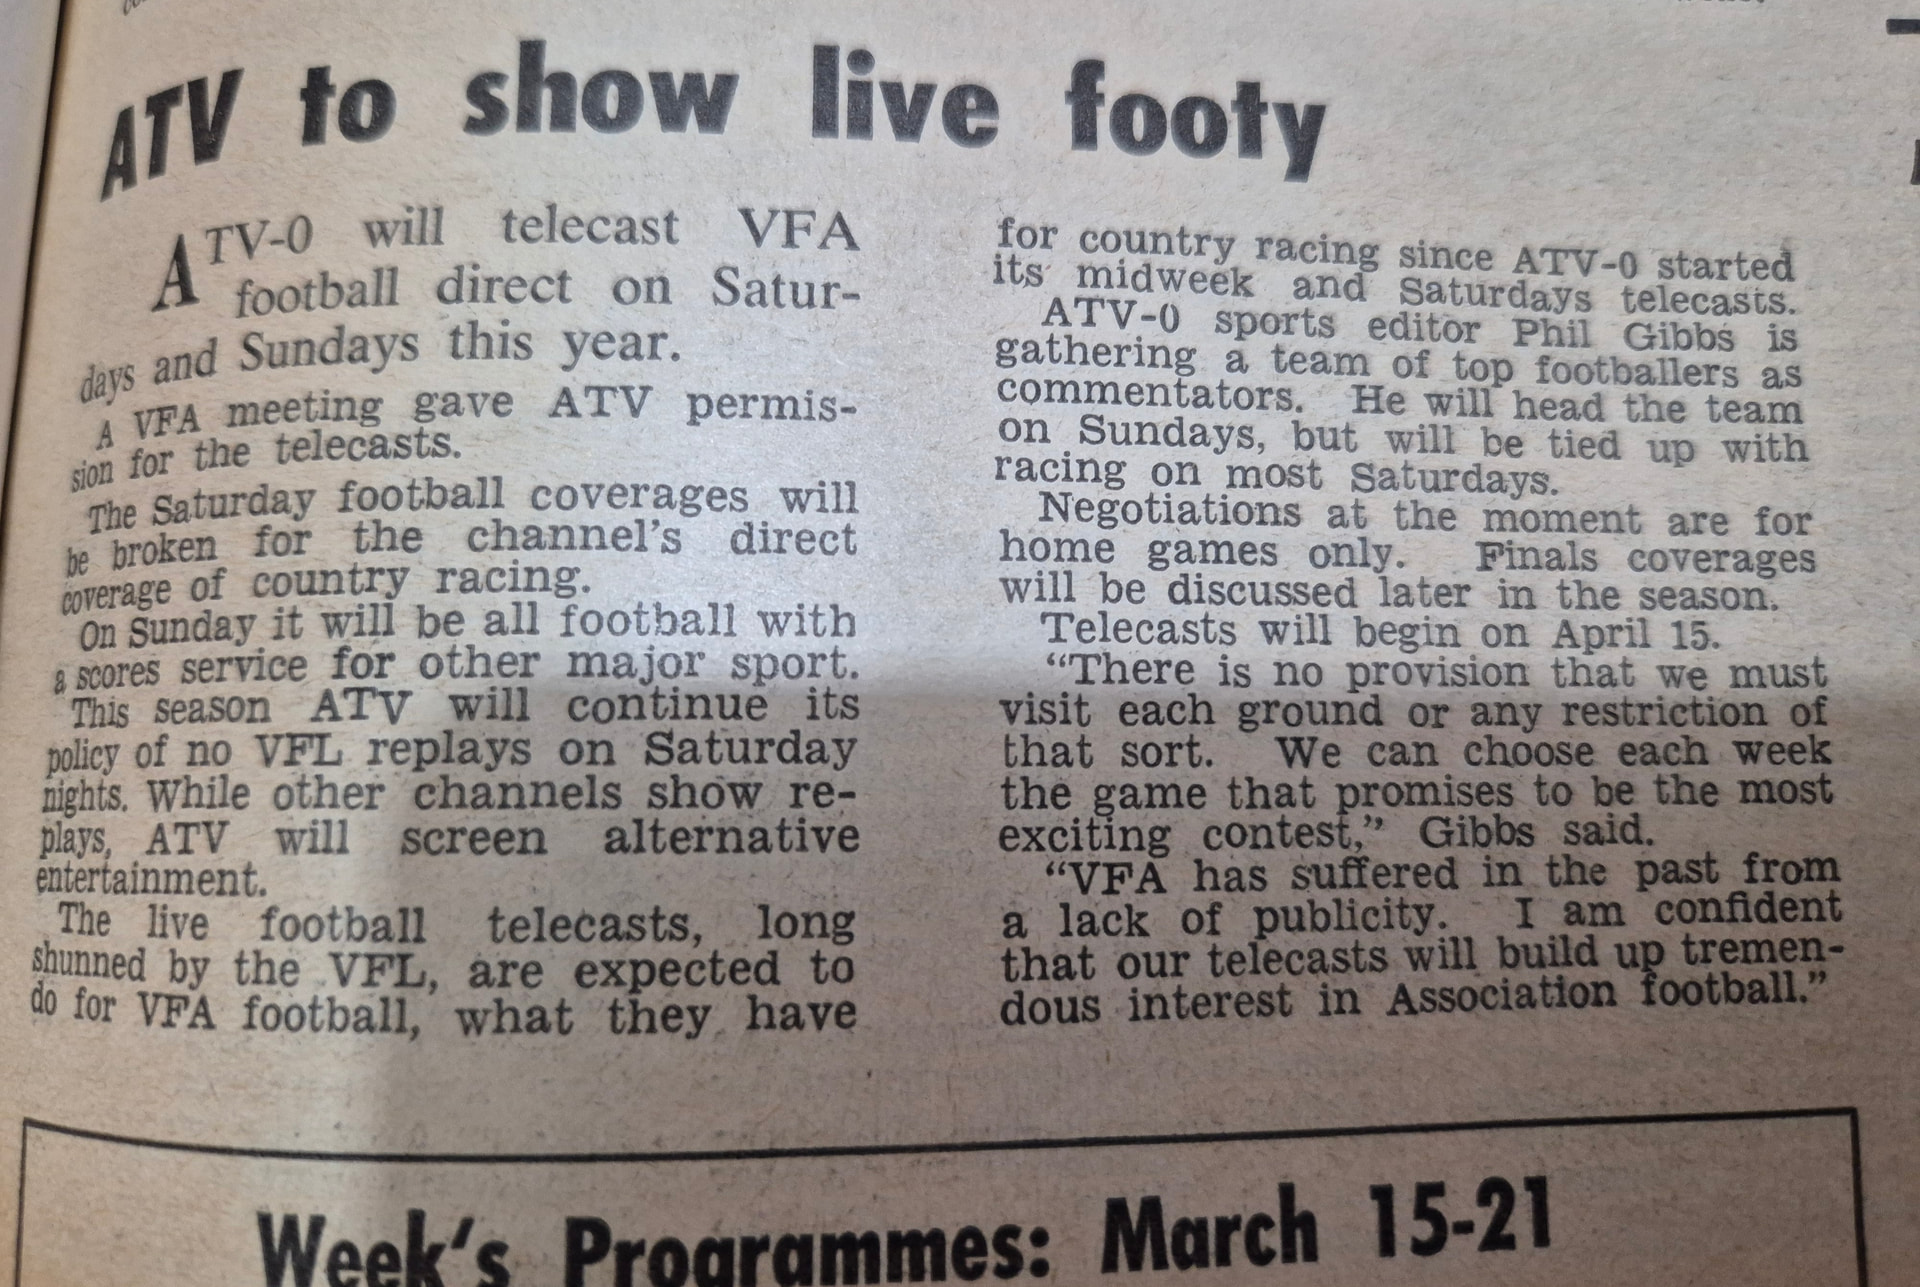 ATV to show live footy
ATV-0 will telecast VFA
football direct on Satur-
days and Sundays this year.
A VFA meeting gave ATV permis-
sion for the telecasts.
The Saturday football coverages will
be broken for the channel's direct
coverage of country racing.
On Sunday it will be all football with
a scores service for other major sport.
This season ATV will continue its
policy of no VFL replays on Saturday
nights. While other channels show re-
plays, ATV will screen alternative
entertainment.
The live football telecasts, long
shunned by the VFL, are expected to
do for VFA football, what they have
for country racing since ATV-0 started
its midweek and Saturdays telecasts.
ATV-0 sports editor Phil Gibbs is
gathering a team of top footballers as
commentators. He will head the team
on Sundays, but will be tied up with
racing on most Saturdays.
Negotiations at the moment are for
home games only. Finals coverages
will be discussed later in the season.
Telecasts will begin on April 15.
“There is no provision that we must
visit each ground or any restriction of
that sort. We can choose each week
the game that promises to be the most
exciting contest,” Gibbs said.
“VFA has suffered in the past from
a lack of publicity. I am confident
that our telecasts will build up tremen-
dous interest in Association football.”
Week's Programmes: March 15-21